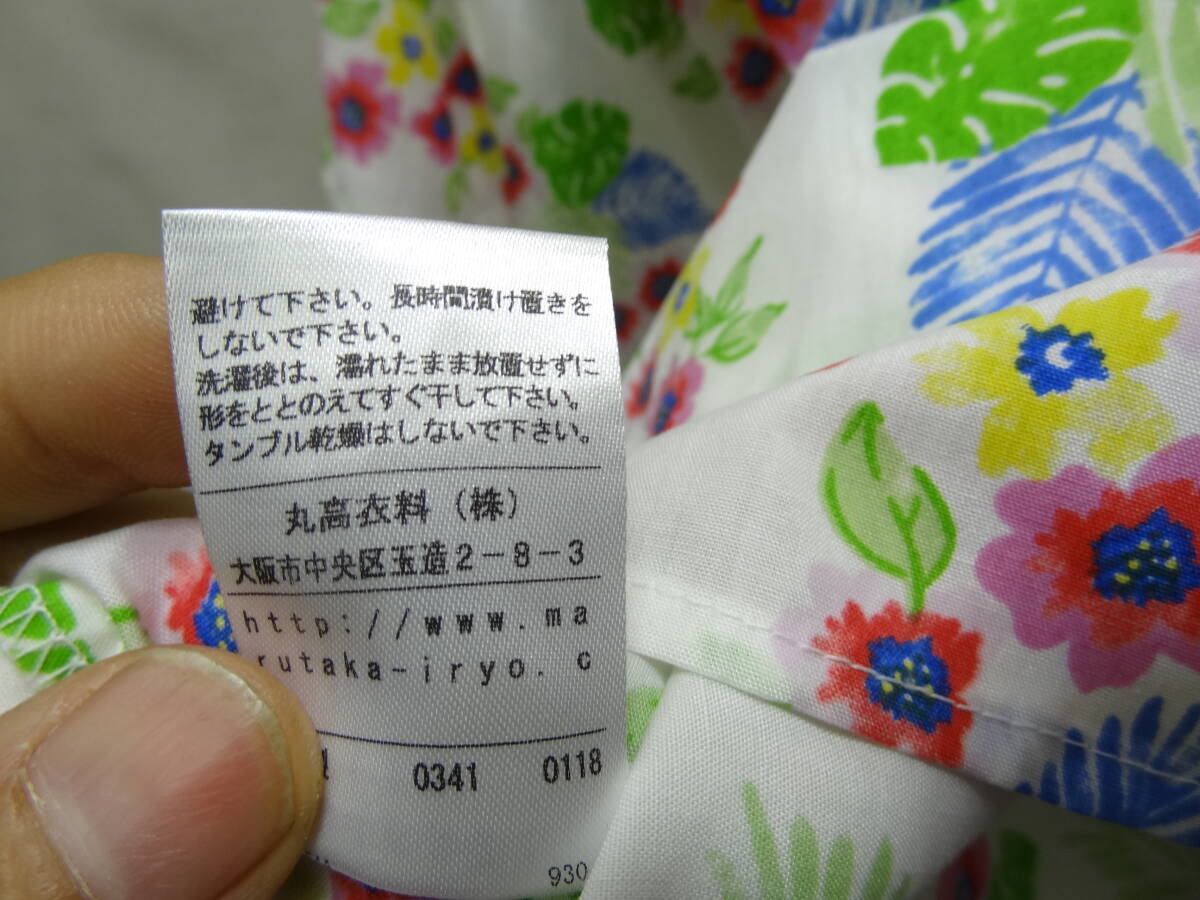 避けて下さい。長時間漬け置きを
しないで下さい。
洗濯後は、濡れたまま放置せずに
形をととのえてすぐ干して下さい。
タンブル乾燥はしないで下さい。
丸高衣料（株）
大阪市中央区玉造2-8-3
http://www.ma
rutaka-iryo.c
0341 0118
930